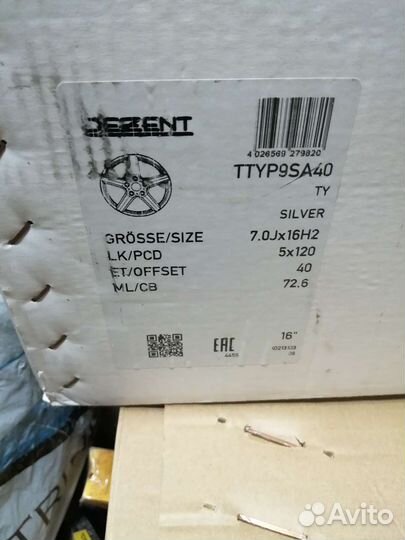 DEZENT
4 026569 279820
TTYP9SA40
TY
SILVER
GRÖSSE/SIZE 7.0Jx16H2
LK/PCD 5x120
ET/OFFSET 40
ML/CB 72.6
EAC
16"
Avito